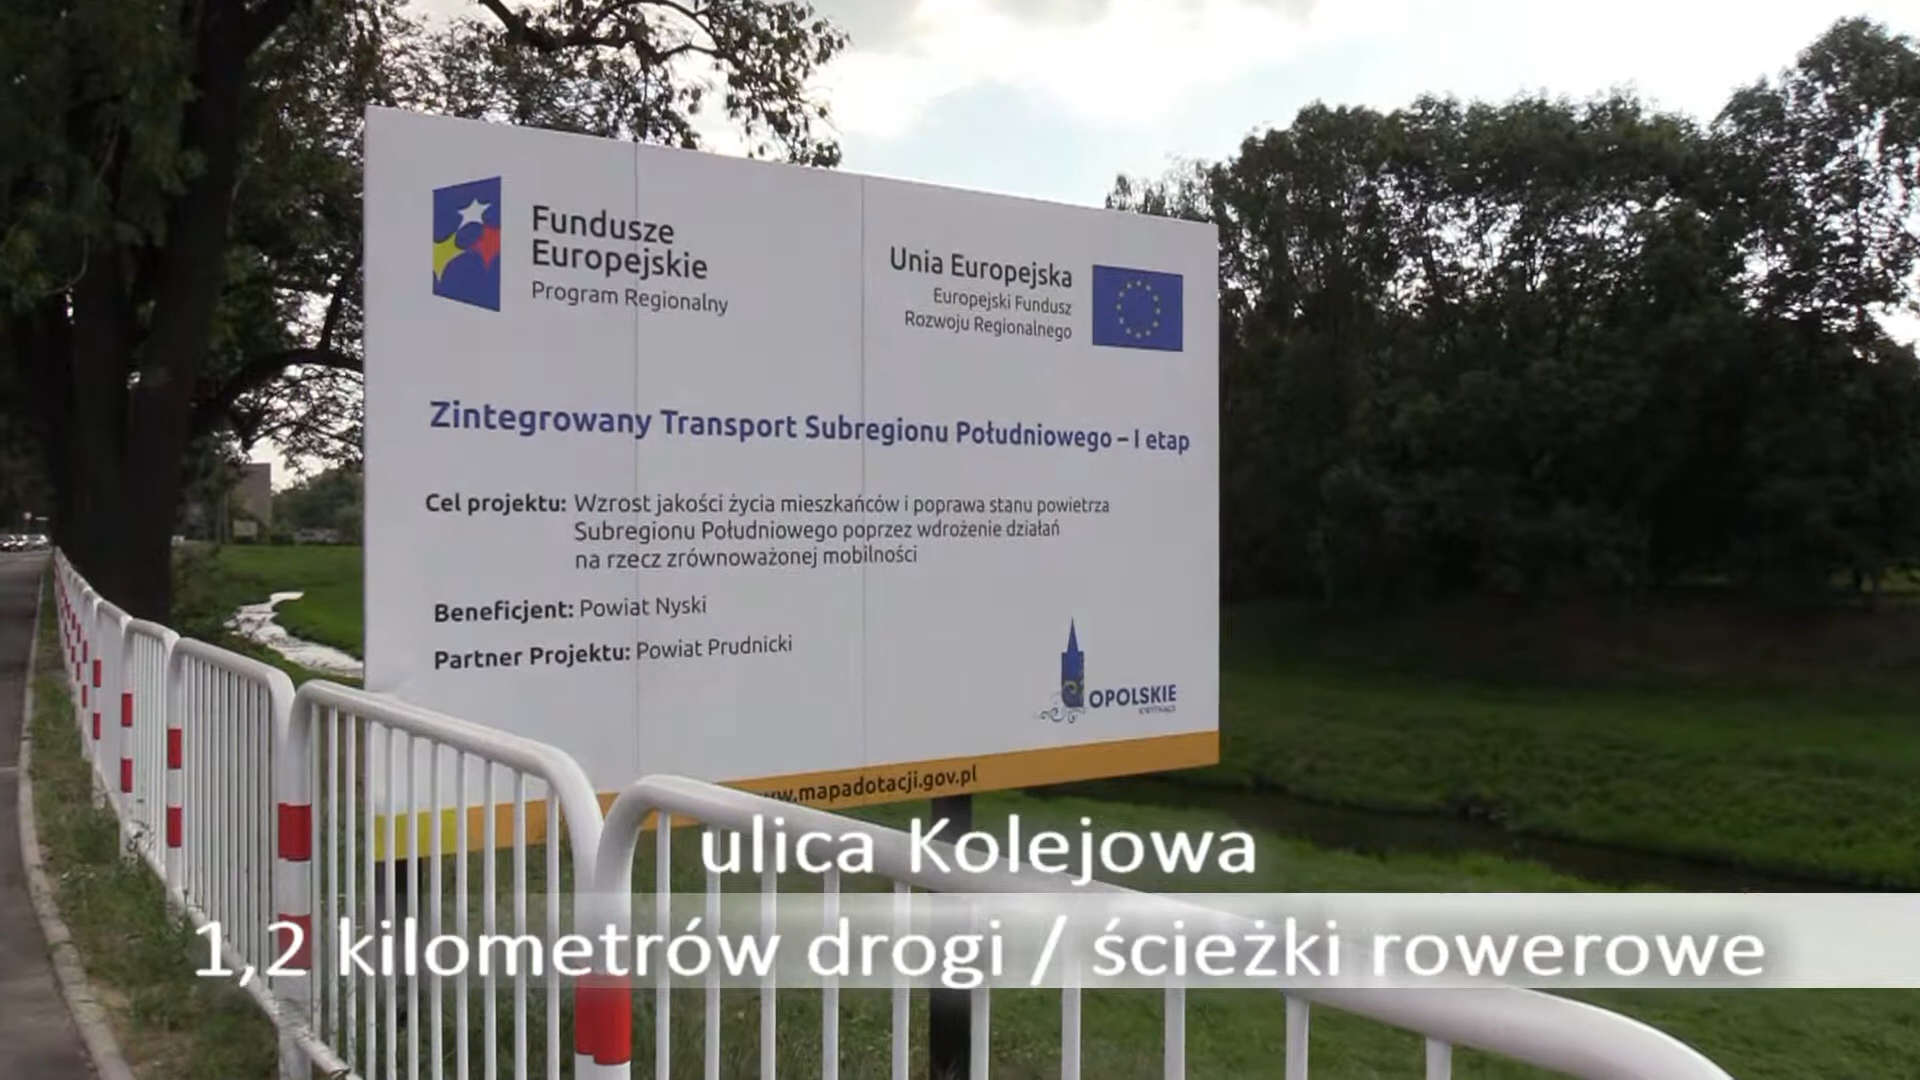 Fundusze
Europejskie
Program Regionalny
Unia Europejska
Europejski Fundusz
Rozwoju Regionalnego
Zintegrowany Transport Subregionu Południowego – I etap
Cel projektu: Wzrost jakości życia mieszkańców i poprawa stanu powietrza
Subregionu Południowego poprzez wdrożenie działań
na rzecz zrównoważonej mobilności
Beneficjent: Powiat Nyski
Partner Projektu: Powiat Prudnicki
OPOLSKIE
www.mapadotacji.gov.pl
ulica Kolejowa
1,2 kilometrów drogi / ścieżki rowerowe